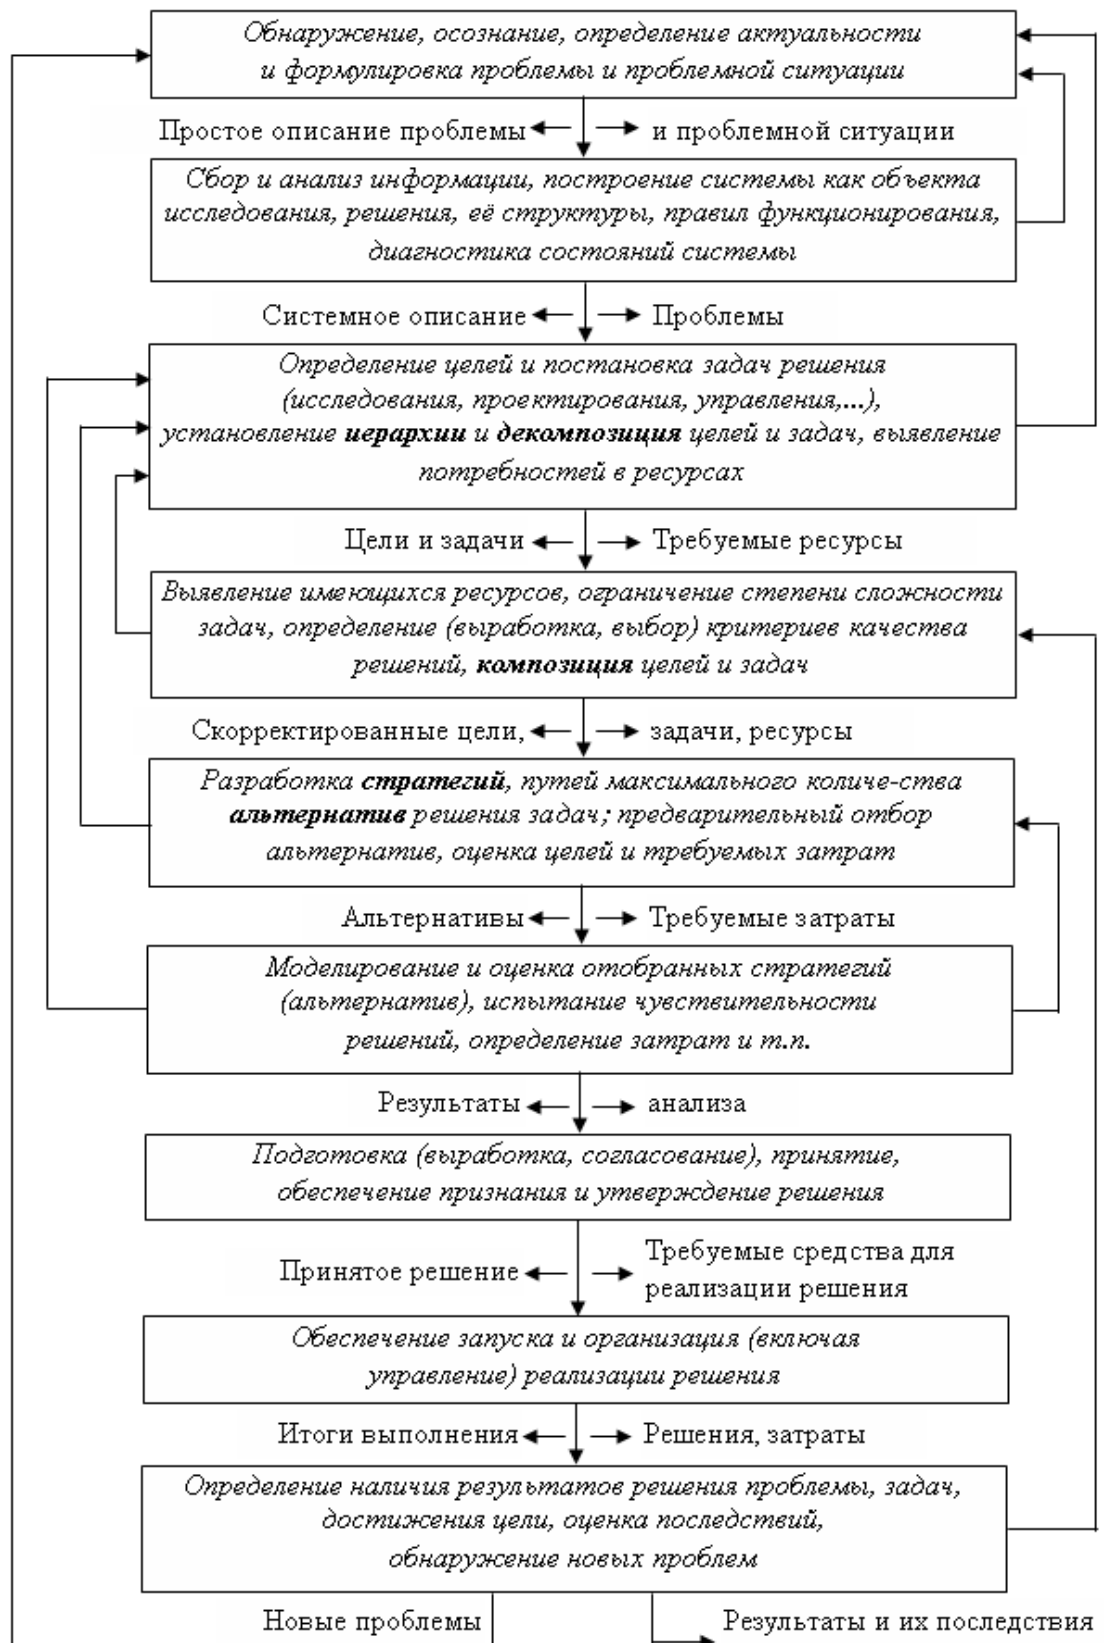 Обнаружение, осознание, определение актуальности
и формулировка проблемы и проблемной ситуации
Простое описание проблемы и проблемной ситуации
Сбор и анализ информации, построение системы как объекта
исследования, решения, её структуры, правил функционирования,
диагностика состояний системы
Системное описание Проблемы
Определение целей и постановка задач решения
(исследования, проектирования, управления,...),
установление иерархии и декомпозиция целей и задач, выявление
потребностей в ресурсах
Цели и задачи Требуемые ресурсы
Выявление имеющихся ресурсов, ограничение степени сложности
задач, определение (выработка, выбор) критериев качества
решений, композиция целей и задач
Скорректированные цели, задачи, ресурсы
Разработка стратегий, путей максимального количе-ства
альтернатив решения задач; предварительный отбор
альтернатив, оценка целей и требуемых затрат
Альтернативы Требуемые затраты
Моделирование и оценка отобранных стратегий
(альтернатив), испытание чувствительности
решений, определение затрат и т.п.
Результаты анализа
Подготовка (выработка, согласование), принятие,
обеспечение признания и утверждение решения
Принятое решение
Требуемые средства для
реализации решения
Обеспечение запуска и организация (включая
управление) реализации решения
Итоги выполнения Решения, затраты
Определение наличия результатов решения проблемы, задач,
достижения цели, оценка последствий,
обнаружение новых проблем
Новые проблемы Результаты и их последствия